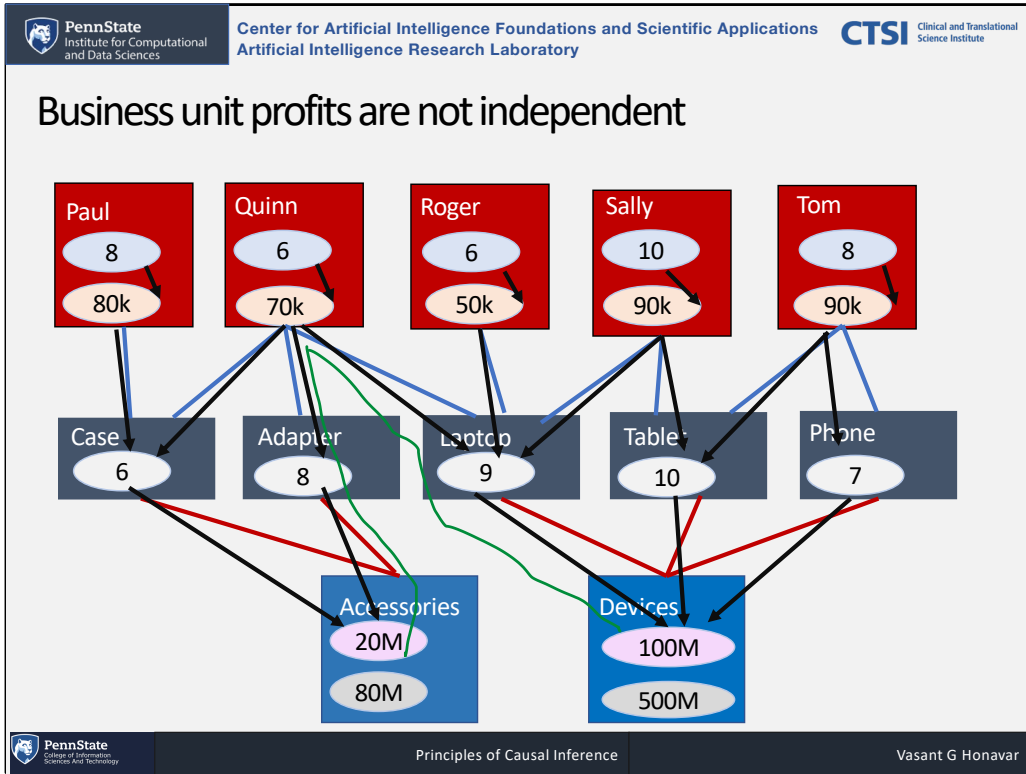 PennState
Institute for Computational
and Data Sciences
Center for Artificial Intelligence Foundations and Scientific Applications
Artificial Intelligence Research Laboratory
CTSI
Clinical and Translational
Science Institute
Business unit profits are not independent
Paul
Quinn
Roger
Sally
Tom
8
6
6
10
8
80k
70k
50k
90k
90k
Case
Adapter
Laptop
Tablet
Phone
6
8
9
10
7
Accessories
Devices
20M
100M
80M
500M
PennState
College of Information
Sciences And Technology
Principles of Causal Inference
Vasant G Honavar